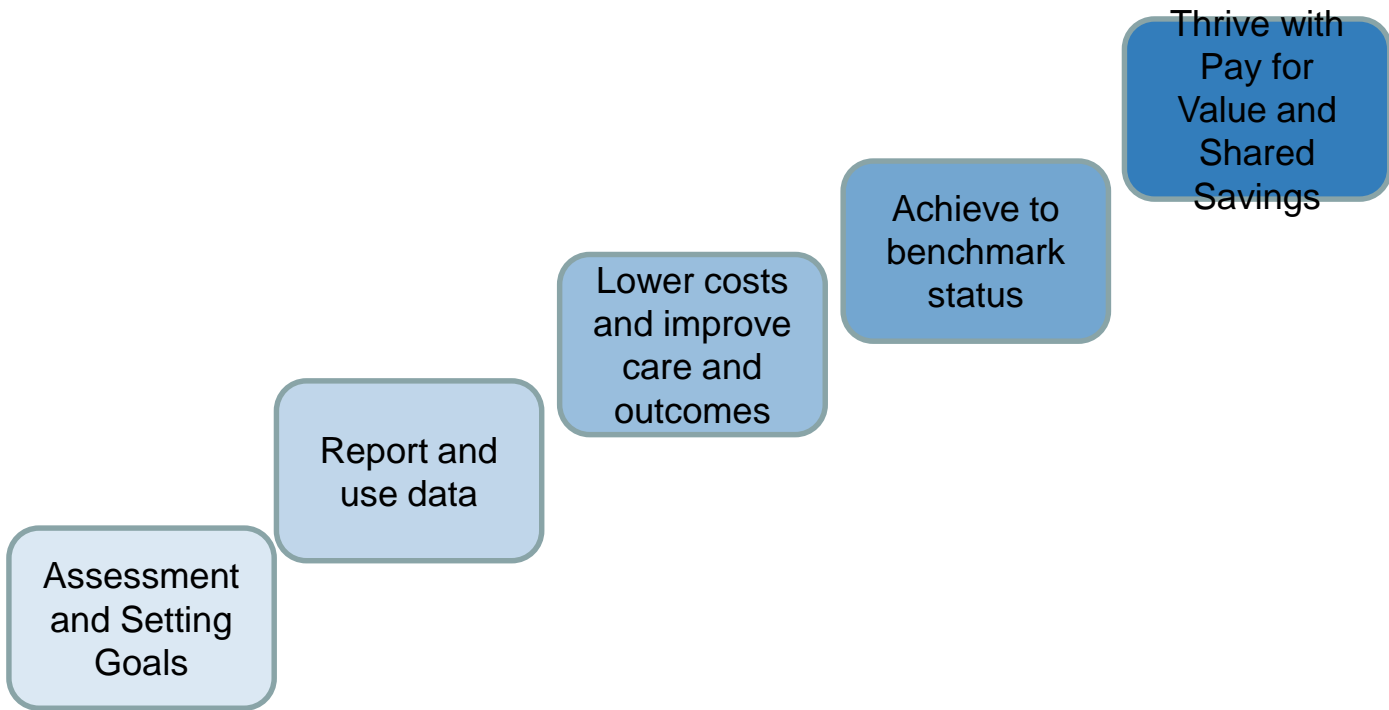 Thrive with
Pay for
Value and
Shared
Savings
Achieve to
benchmark
status
Lower costs
and improve
care and
outcomes
Report and
use data
Assessment
and Setting
Goals